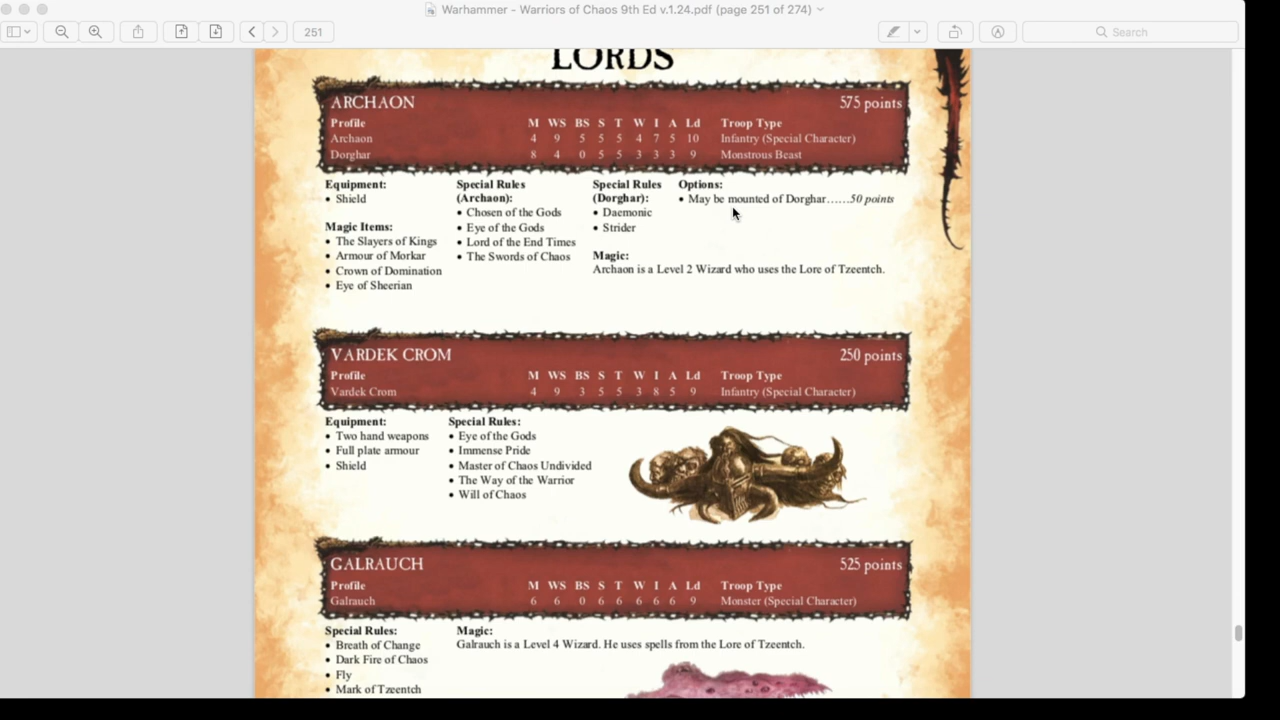 Warhammer - Warriors of Chaos 9th Ed v.1.24.pdf (page 251 of 274)
251
Search
LORDS
ARCHAON 575 points
Profile M WS BS S T W I A Ld Troop Type
Archaon 4 9 5 5 5 4 7 5 10 Infantry (Special Character)
Dorghar 8 4 0 5 5 3 3 3 9 Monstrous Beast
Equipment:
• Shield
Magic Items:
• The Slayers of Kings
• Armour of Morkar
• Crown of Domination
• Eye of Sheerian
Special Rules
(Archaon):
• Chosen of the Gods
• Eye of the Gods
• Lord of the End Times
• The Swords of Chaos
Special Rules
(Dorghar):
• Daemonic
• Strider
Options:
• May be mounted of Dorghar……50 points
Magic:
Archaon is a Level 2 Wizard who uses the Lore of Tzeentch.
VARDEK CROM 250 points
Profile M WS BS S T W I A Ld Troop Type
Vardek Crom 4 9 3 5 5 3 8 5 9 Infantry (Special Character)
Equipment:
• Two hand weapons
• Full plate armour
• Shield
Special Rules:
• Eye of the Gods
• Immense Pride
• Master of Chaos Undivided
• The Way of the Warrior
• Will of Chaos
GALRAUCH 525 points
Profile M WS BS S T W I A Ld Troop Type
Galrauch 6 6 0 6 6 6 6 6 9 Monster (Special Character)
Special Rules:
• Breath of Change
• Dark Fire of Chaos
• Fly
• Mark of Tzeentch
Magic:
Galrauch is a Level 4 Wizard. He uses spells from the Lore of Tzeentch.